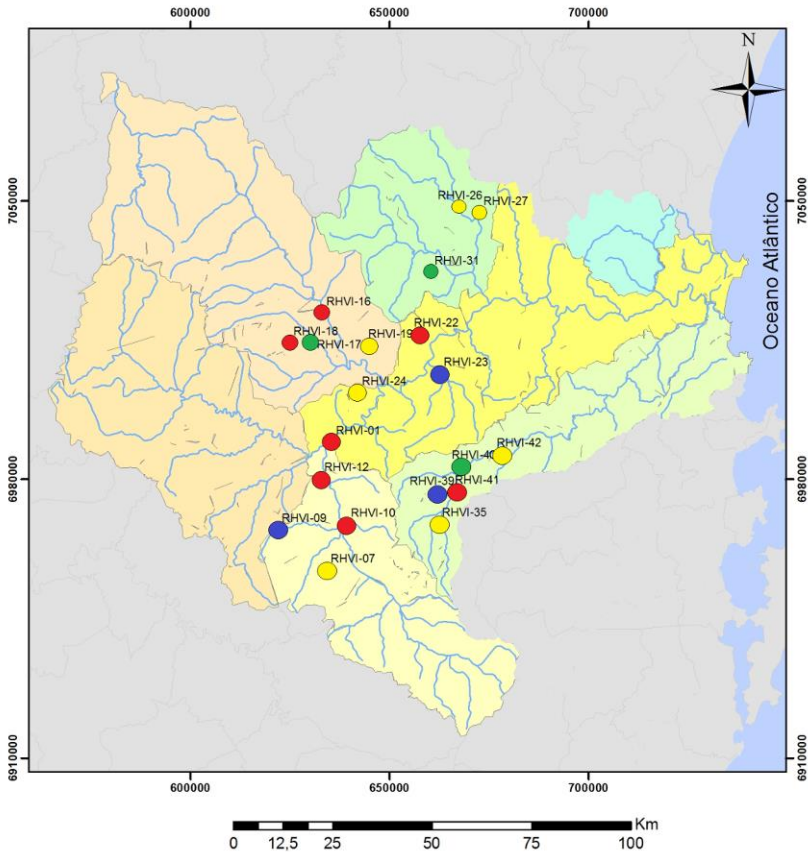 600000 650000 700000
N
7050000 7050000
Oceano Atlântico
RHVI-26
RHVI-27
RHVI-31
RHVI-16
RHVI-22
RHVI-18
RHVI-19
RHVI-17
RHVI-23
RHVI-24
RHVI-01
RHVI-42
RHVI-40
6980000 6980000
RHVI-12
RHVI-39
RHVI-41
RHVI-09
RHVI-10
RHVI-35
RHVI-07
6910000 6910000
600000 650000 700000
Km
0 12,5 25 50 75 100